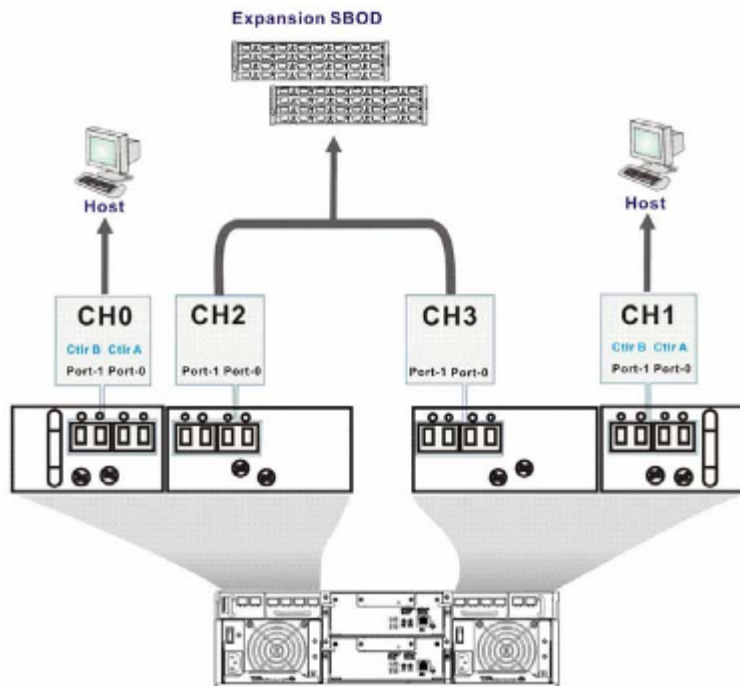 Expansion SBOD
Host
Host
CH0
Ctlr B Ctlr A
Port-1 Port-0
CH2
Port-1 Port-0
CH3
Port-1 Port-0
CH1
Ctlr B Ctlr A
Port-1 Port-0